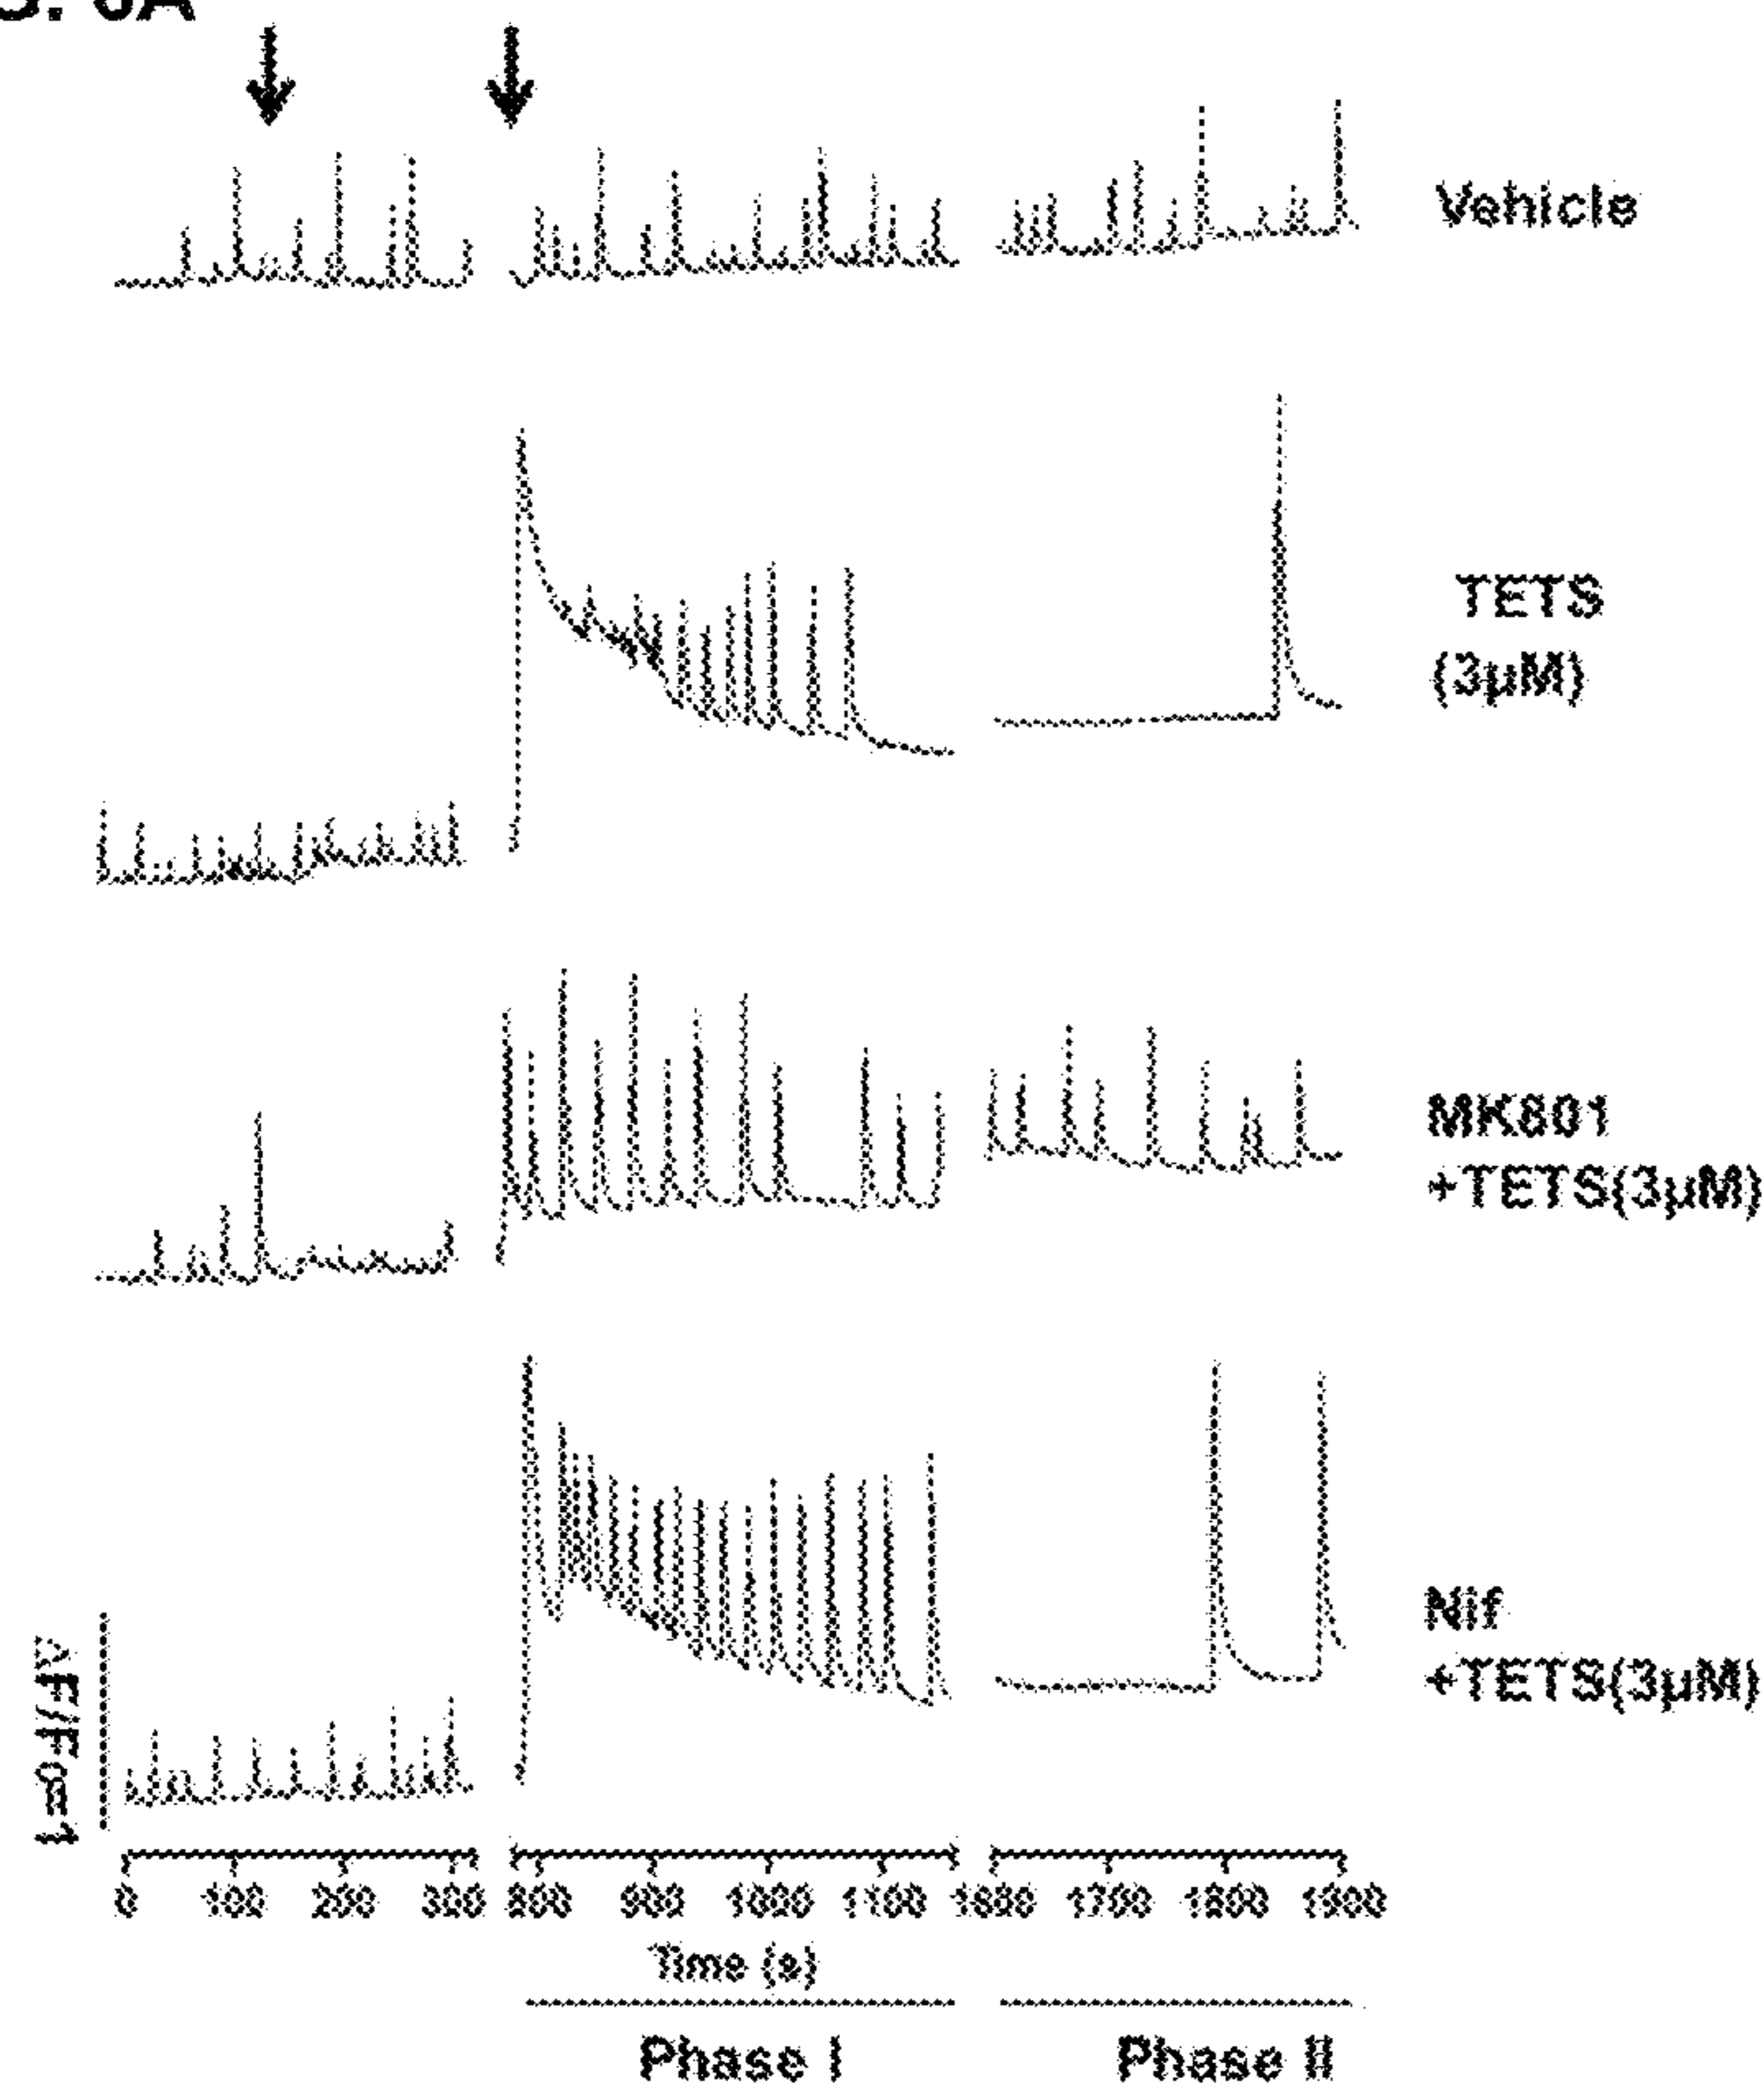 Vehicle
TETS
(3µM)
MK801
+TETS(3µM)
Nif
+TETS(3µM)
ΔF/F0=1
0 100 200 300 800 900 1000 1100 1600 1700 1800 1900
Time (s)
Phase I Phase II